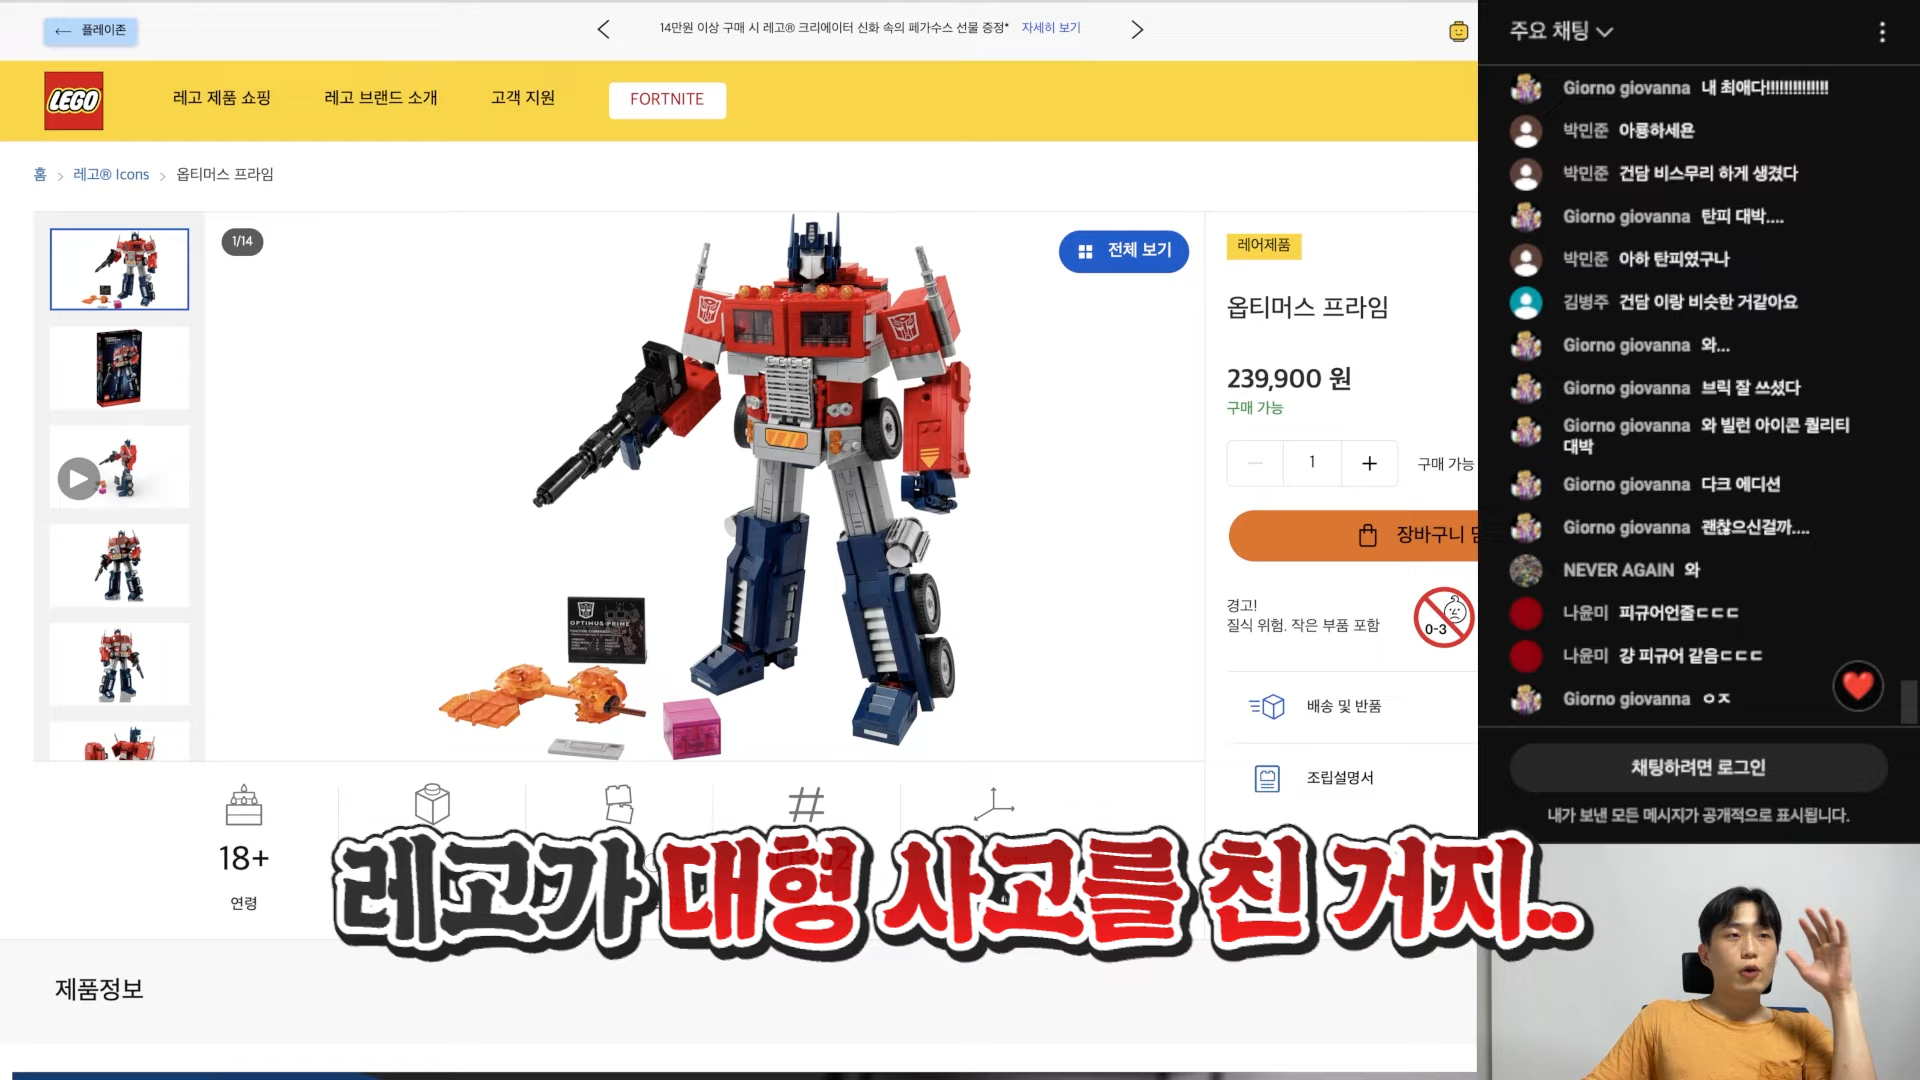 플레이존
14만원 이상 구매 시 레고® 크리에이터 신화 속의 페가수스 선물 증정* 자세히 보기
LEGO
레고 제품 쇼핑
레고 브랜드 소개
고객 지원
FORTNITE
홈 > 레고® Icons > 옵티머스 프라임
1/14
전체 보기
OPTIMUS PRIME
레어제품
옵티머스 프라임
239,900 원
구매 가능
1
구매 가능
장바구니
경고!
질식 위험. 작은 부품 포함
0-3
배송 및 반품
조립설명서
18+
연령
레고가 대형 사고를 친 거지..
제품정보
주요 채팅
Giorno giovanna 내 최애다!!!!!!!!!!!!!!
박민준 아룡하세욘
박민준 건담 비스무리 하게 생겼다
Giorno giovanna 탄피 대박....
박민준 아하 탄피였구나
김병주 건담 이랑 비슷한 거같아요
Giorno giovanna 와...
Giorno giovanna 브릭 잘 쓰셨다
Giorno giovanna 와 빌런 아이콘 퀄리티
대박
Giorno giovanna 다크 에디션
Giorno giovanna 괜찮으신걸까....
NEVER AGAIN 와
나윤미 피규어언줄ㄷㄷㄷ
나윤미 걍 피규어 같음ㄷㄷㄷ
Giorno giovanna ㅇㅈ
채팅하려면 로그인
내가 보낸 모든 메시지가 공개적으로 표시됩니다.